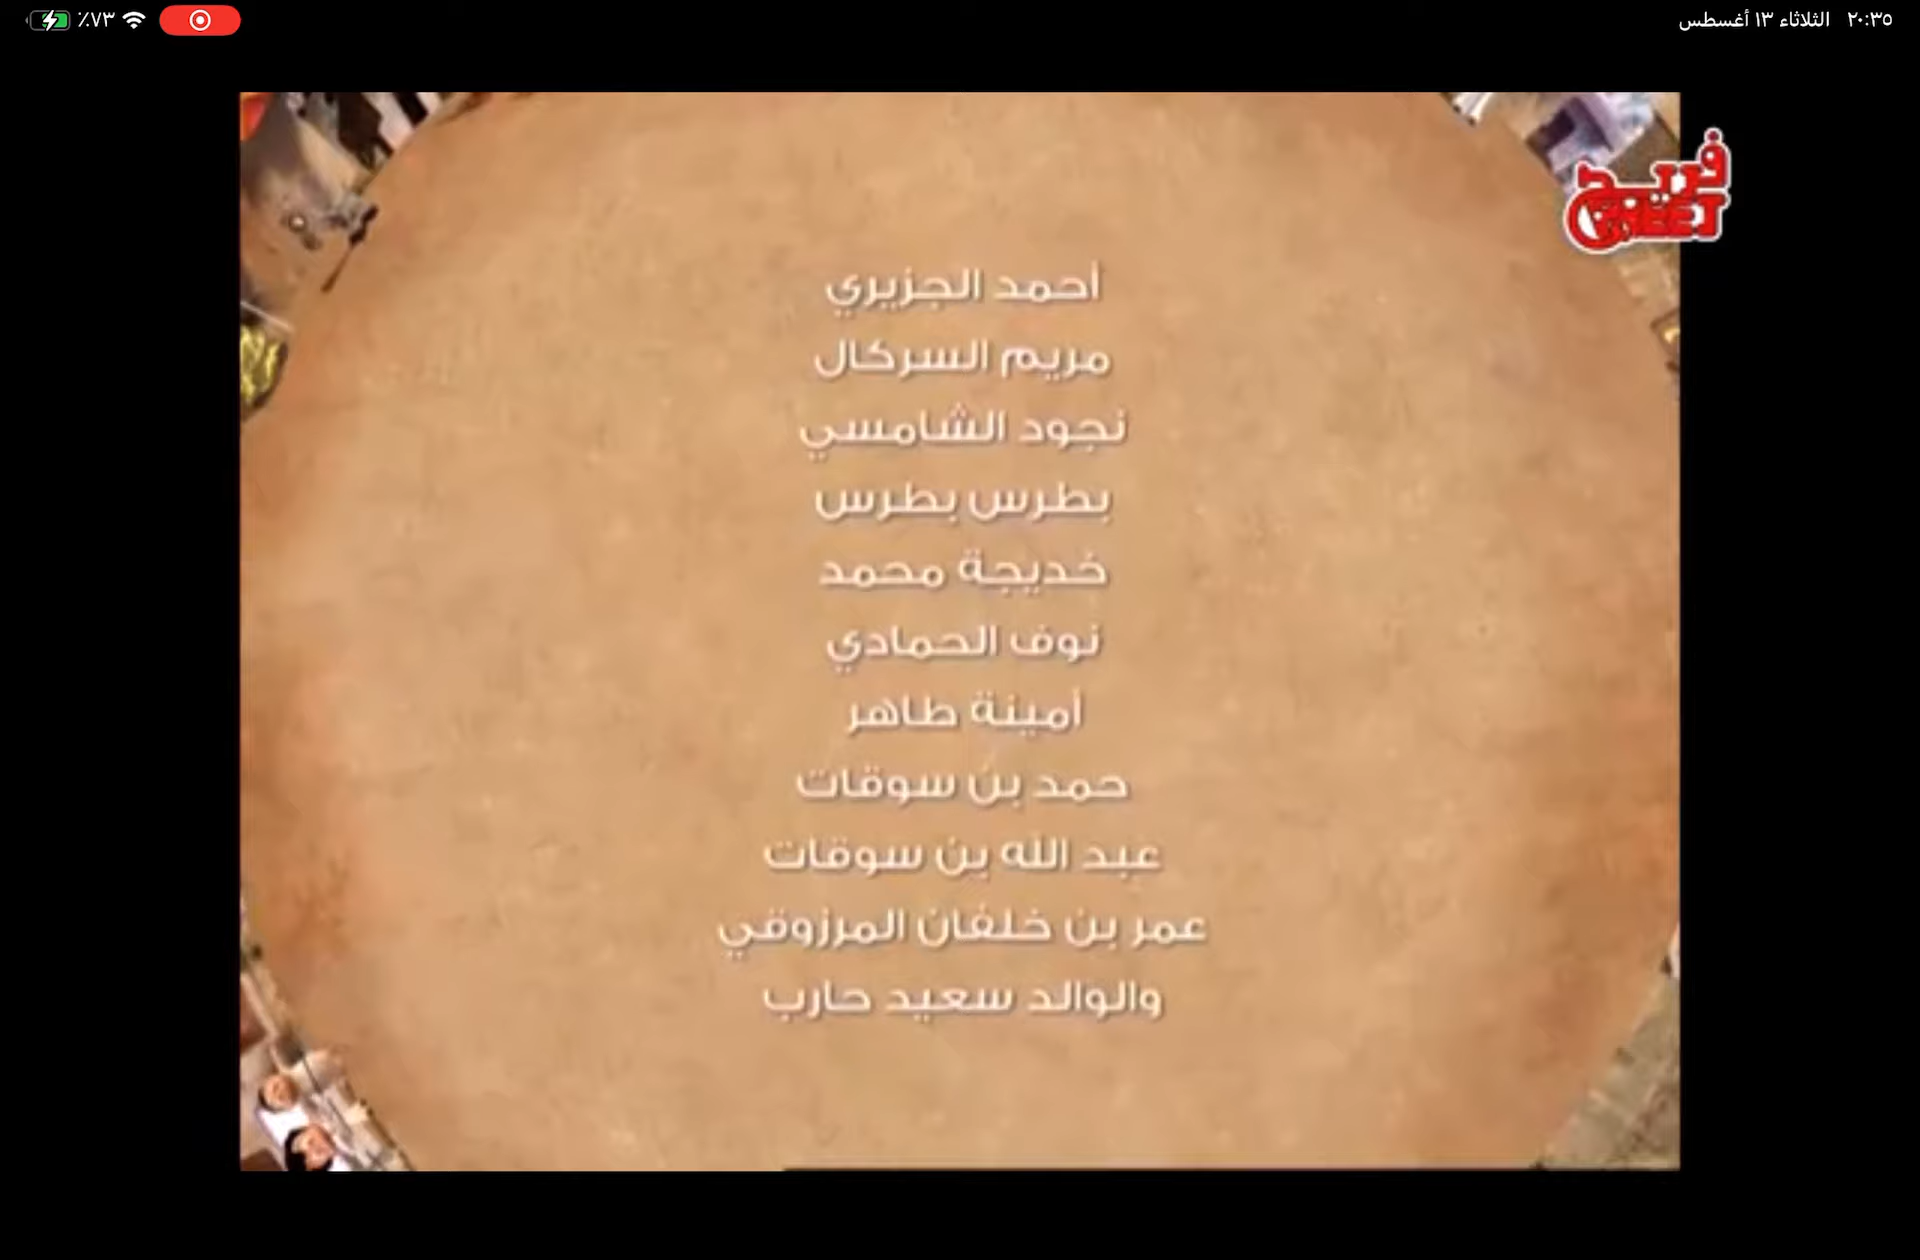 ٢٠:٣٥ الثلاثاء ١٣ أغسطس
٪٧٣
فريج
FREEJ
أحمد الجزيري
مريم السركال
نجود الشامسي
بطرس بطرس
خديجة محمد
نوف الحمادي
أمينة طاهر
حمد بن سوقات
عبد الله بن سوقات
عمر بن خلفان المرزوقي
والوالد سعيد حارب